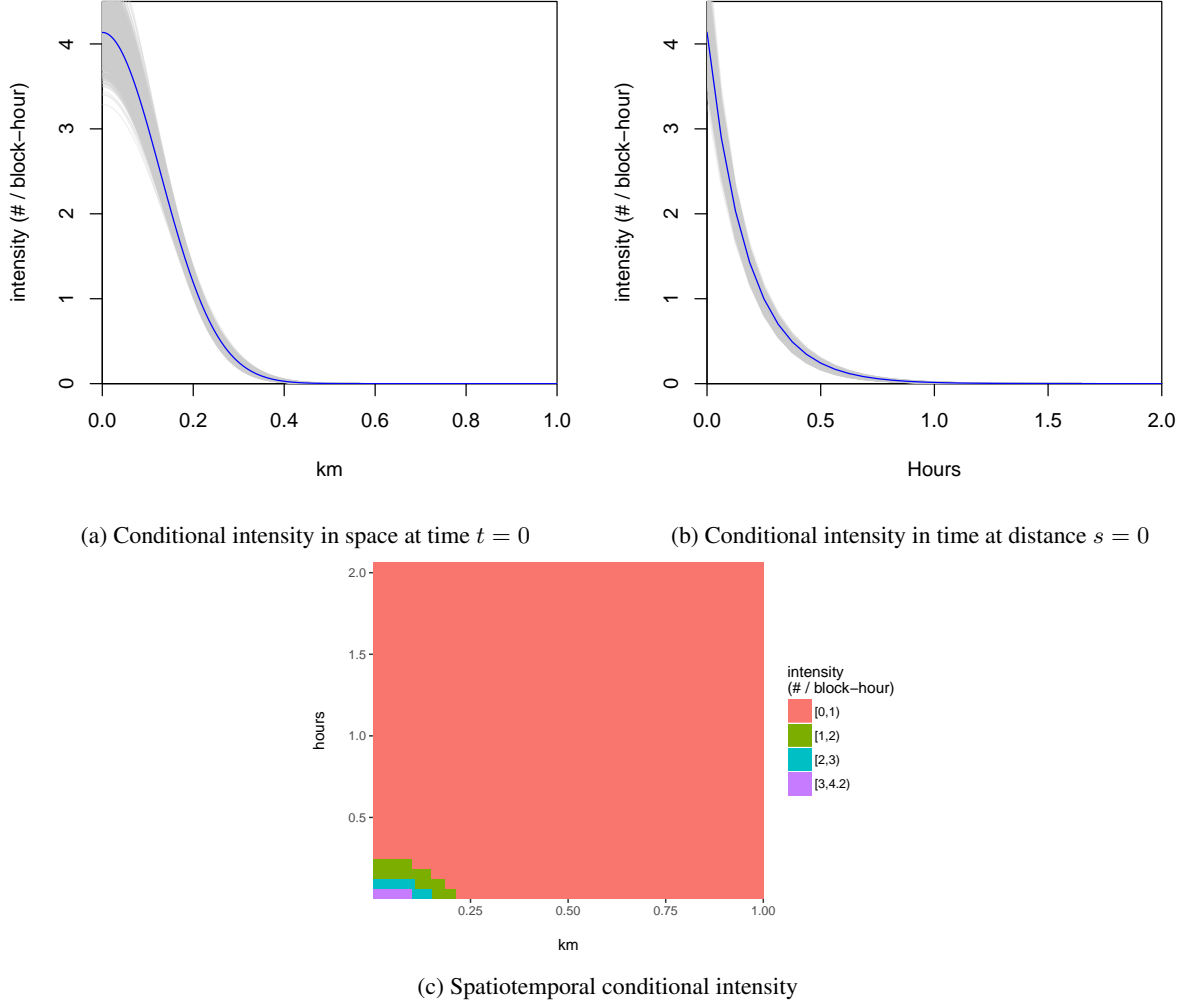 intensity (# / block−hour)
4
3
2
1
0
0.0 0.2 0.4 0.6 0.8 1.0
km
(a) Conditional intensity in space at time t = 0
intensity (# / block−hour)
4
3
2
1
0
0.0 0.5 1.0 1.5 2.0
Hours
(b) Conditional intensity in time at distance s = 0
hours
2.0
1.5
1.0
0.5
0.25 0.50 0.75 1.00
km
intensity
(# / block−hour)
[0,1)
[1,2)
[2,3)
[3,4.2)
(c) Spatiotemporal conditional intensity